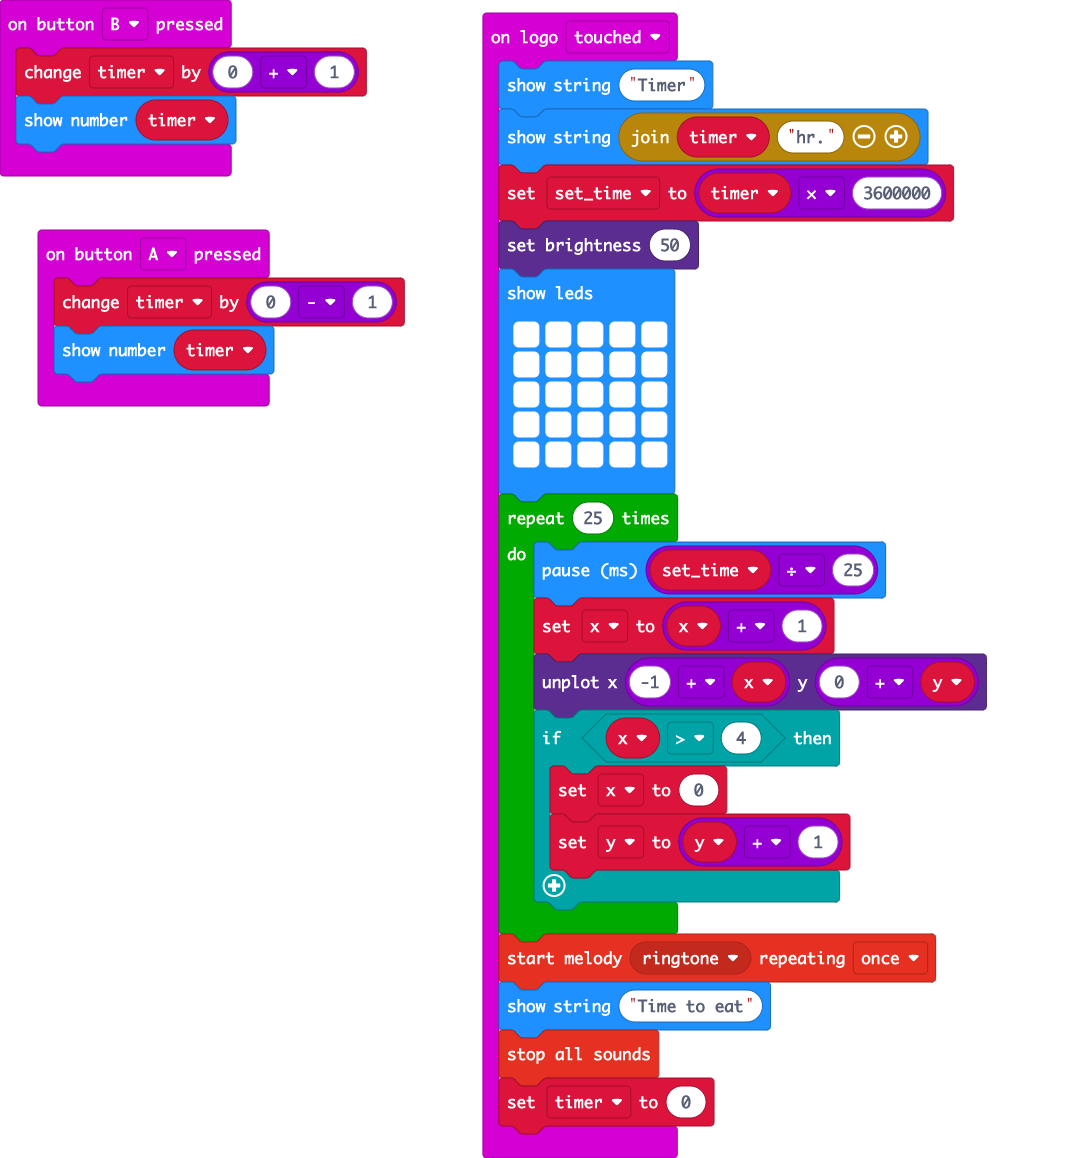 on button B pressed
change timer by 0 + 1
show number timer
on button A pressed
change timer by 0 - 1
show number timer
on logo touched
show string "Timer"
show string join timer "hr."
set set_time to timer x 3600000
set brightness 50
show leds
repeat 25 times
do
pause (ms) set_time ÷ 25
set x to x + 1
unplot x -1 + x y 0 + y
if x > 4 then
set x to 0
set y to y + 1
start melody ringtone repeating once
show string "Time to eat"
stop all sounds
set timer to 0